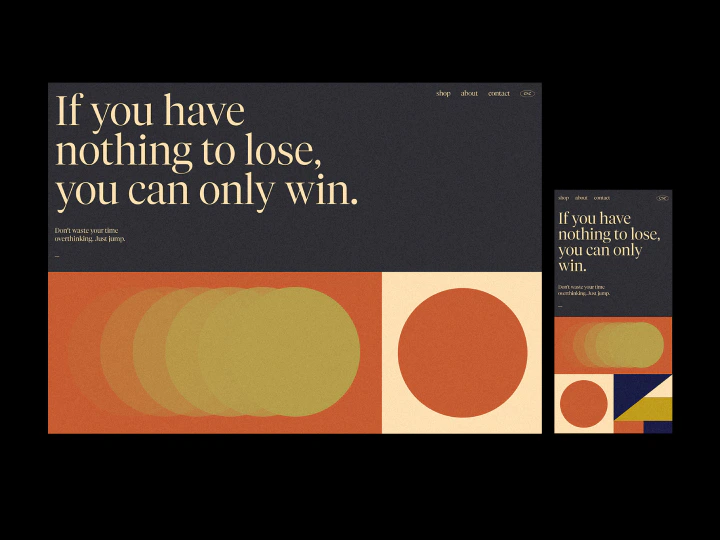 shop about contact
If you have
nothing to lose,
you can only win.
Don't waste your time
overthinking. Just jump.
shop about contact
If you have
nothing to lose,
you can only
win.
Don't waste your time
overthinking. Just jump.